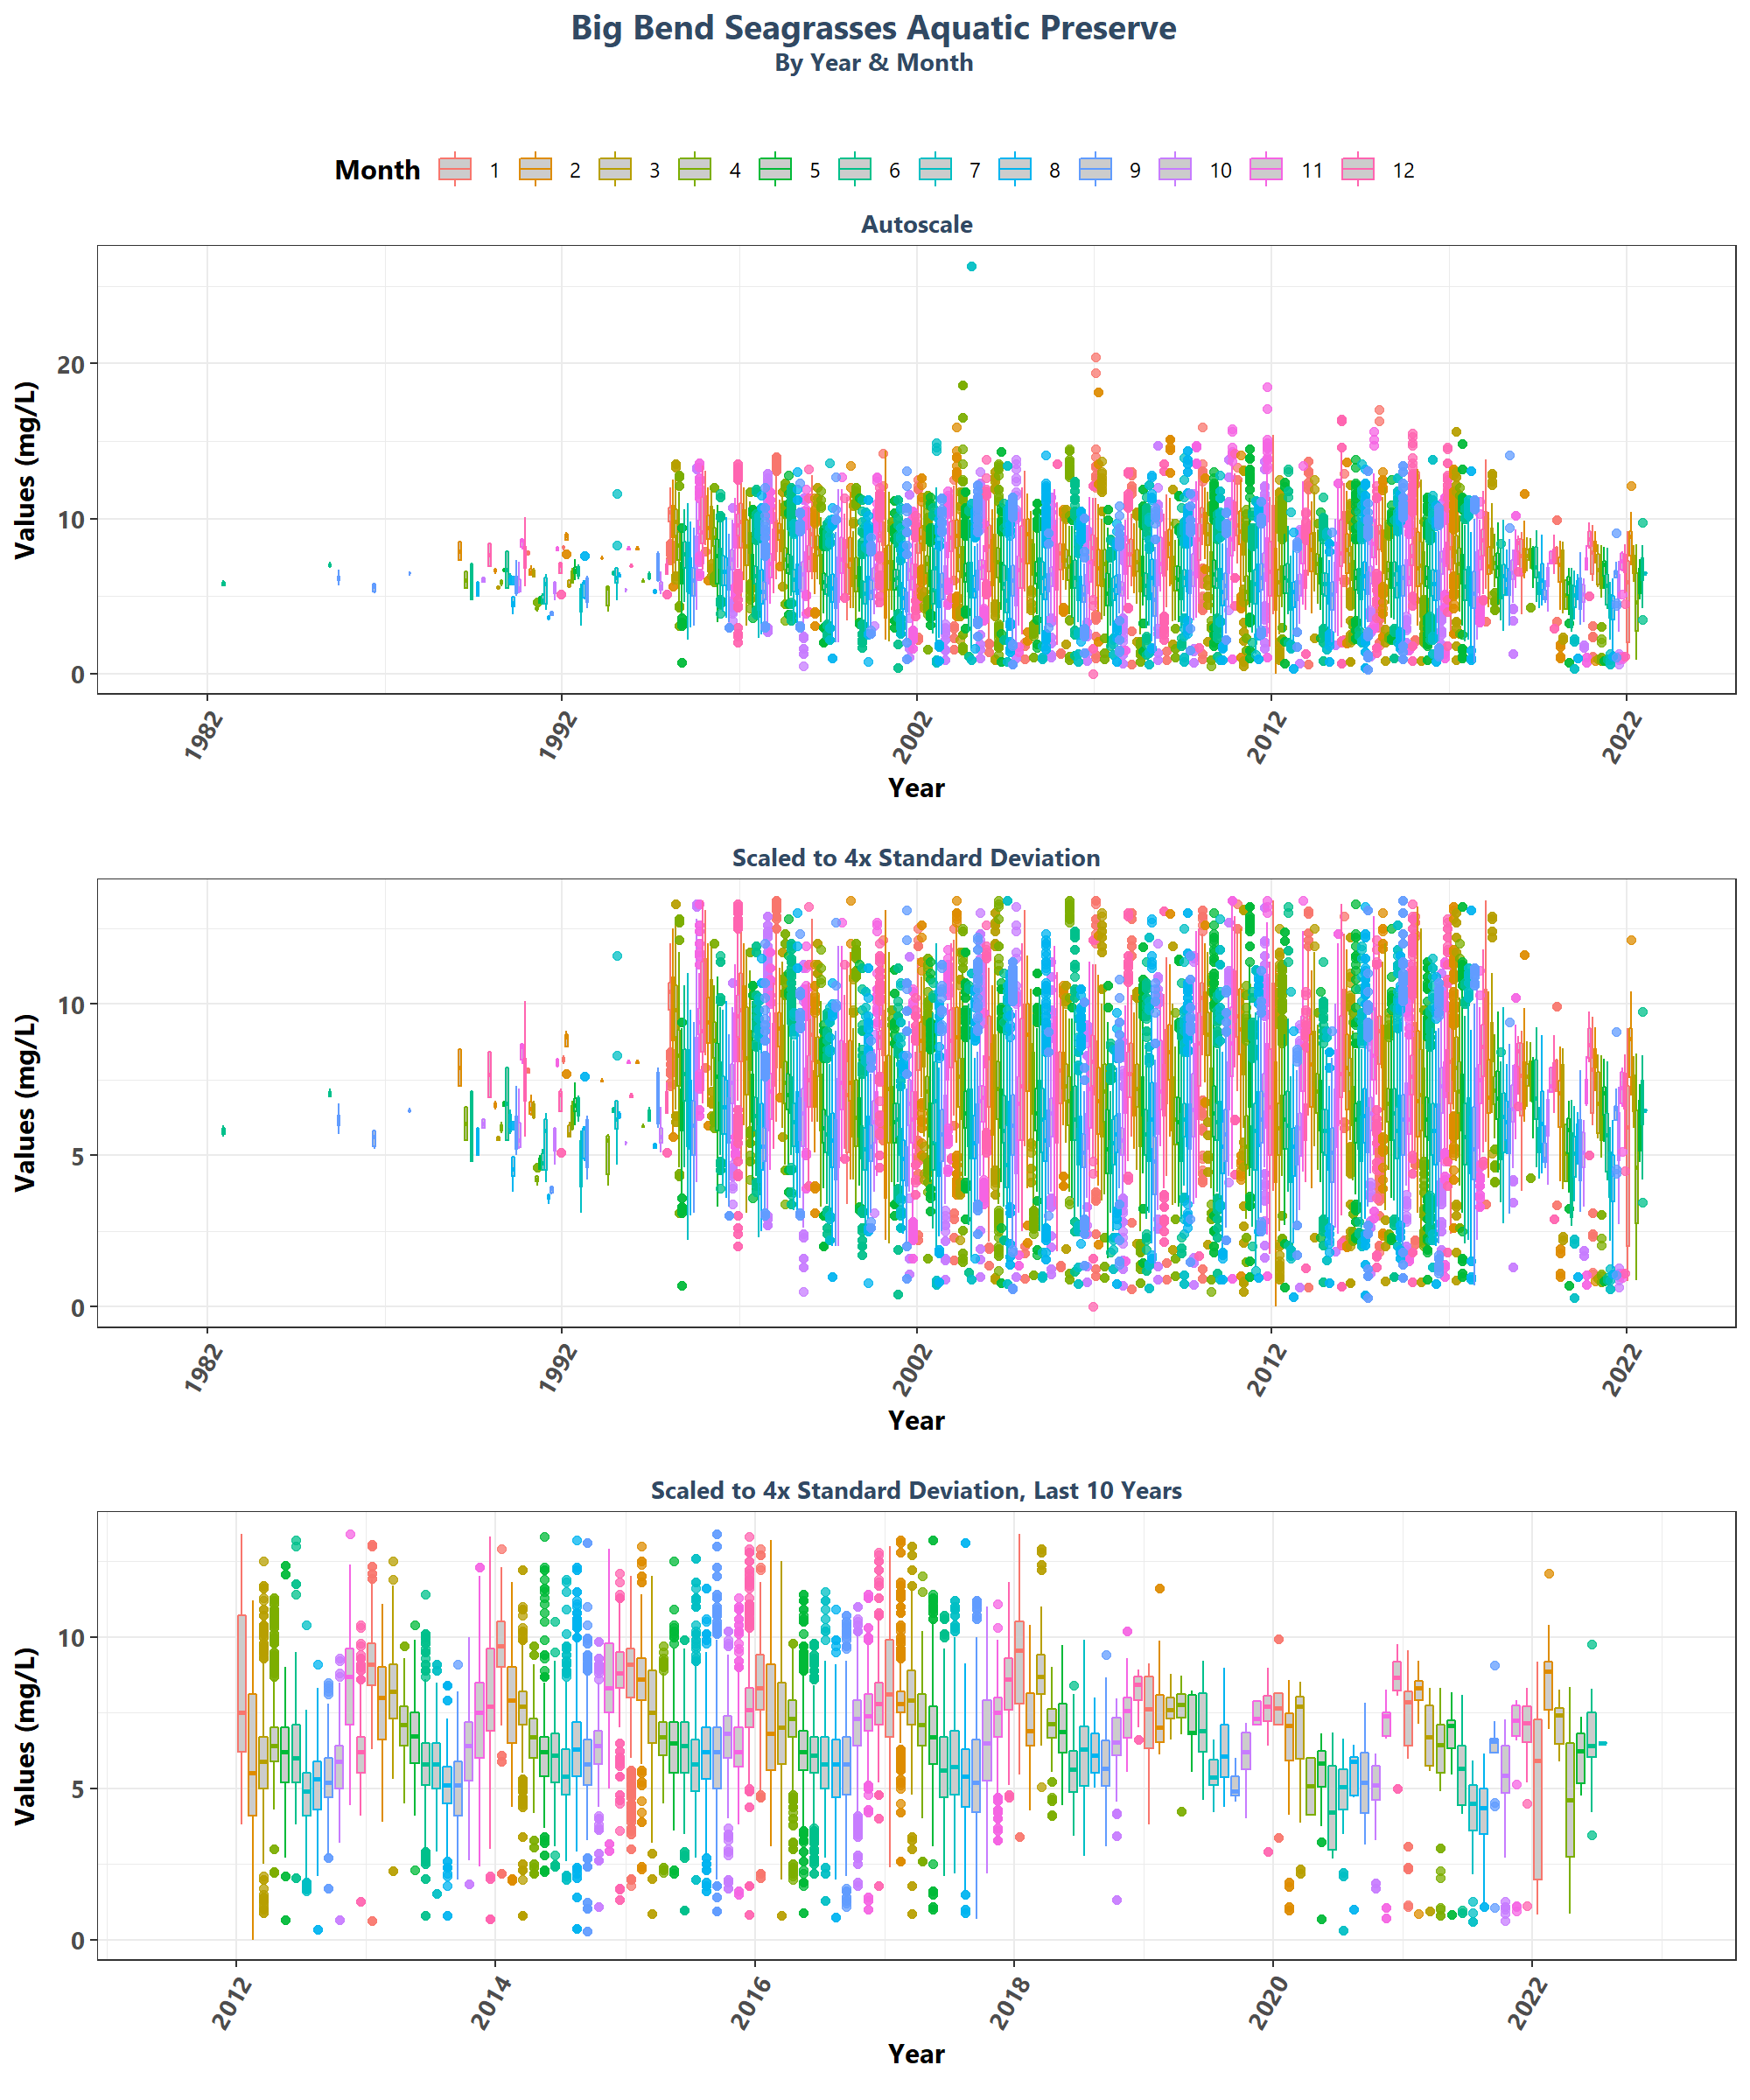 Big Bend Seagrasses Aquatic Preserve
By Year & Month
Month 1 2 3 4 5 6 7 8 9 10 11 12
Autoscale
Values (mg/L)
20
10
0
1982 1992 2002 2012 2022
Year
Scaled to 4x Standard Deviation
Values (mg/L)
10
5
0
1982 1992 2002 2012 2022
Year
Scaled to 4x Standard Deviation, Last 10 Years
Values (mg/L)
10
5
0
2012 2014 2016 2018 2020 2022
Year